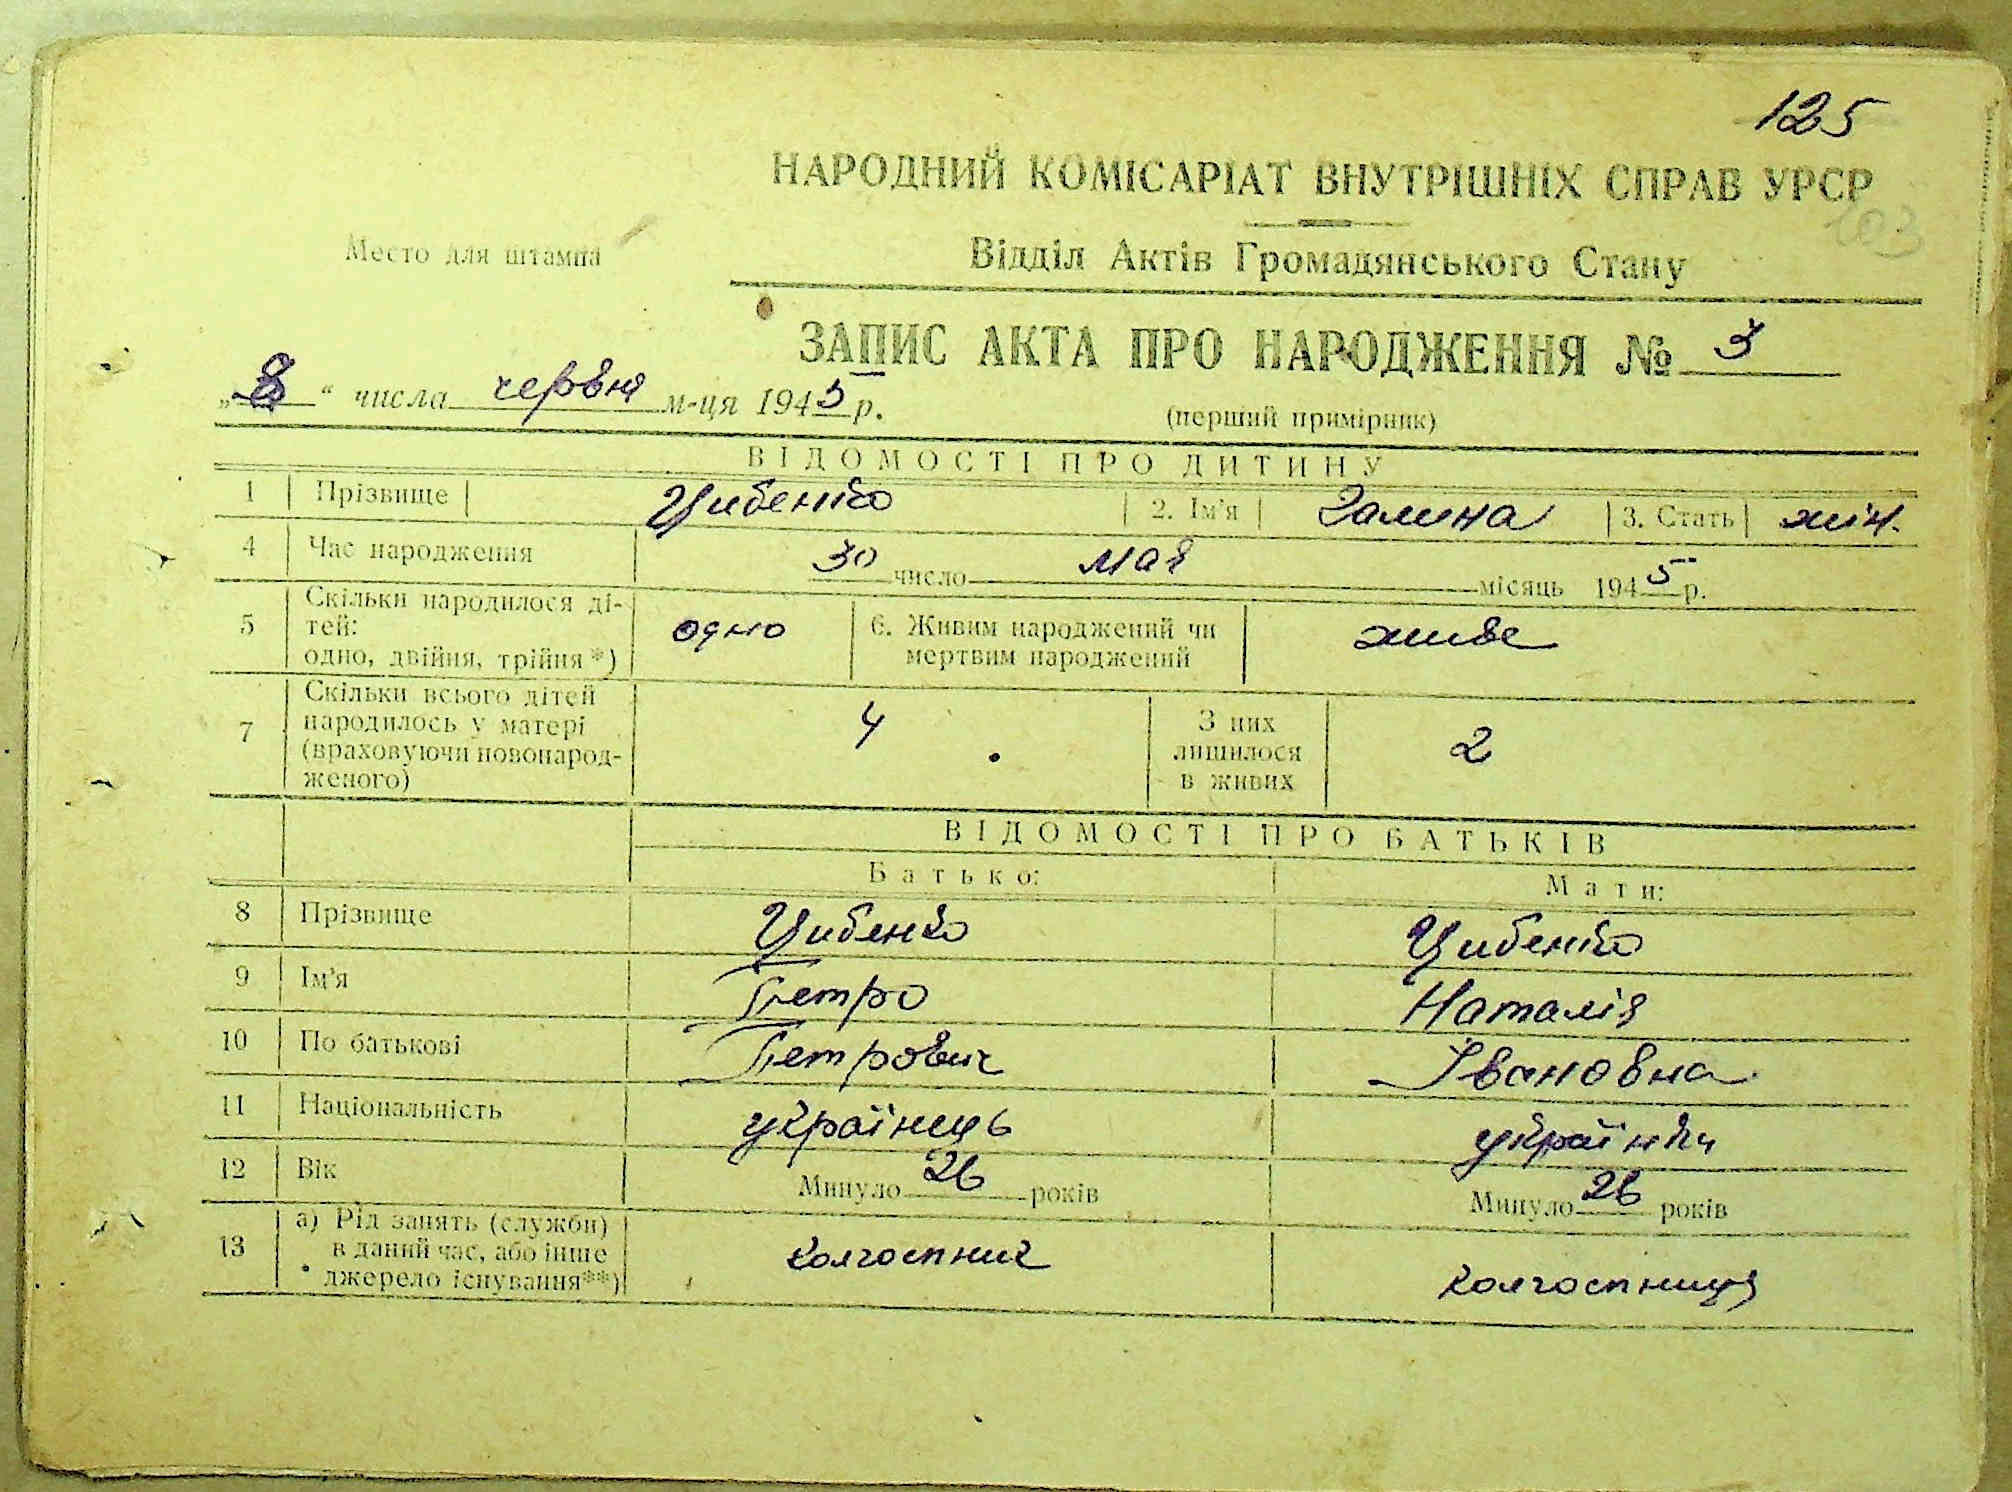 125
НАРОДНИЙ КОМІСАРІАТ ВНУТРІШНІХ СПРАВ УРСР
103
Место для штампа
Відділ Актів Громадянського Стану
ЗАПИС АКТА ПРО НАРОДЖЕННЯ № 3
„8“ числа червня м-ця 1945 р.
(перший примірник)
ВІДОМОСТІ ПРО ДИТИНУ
1 Прізвище Цибенко 2. Ім'я Галина 3. Стать жін.
4 Час народження 30 число мая місяць 1945 р.
5 Скільки народилося ді-
тей:
одно, двійня, трійня*) одно 6. Живим народжений чи
мертвим народжений живе
7 Скільки всього дітей
народилось у матері
(враховуючи новонарод-
женого) 4 З них
лишилося
в живих 2
ВІДОМОСТІ ПРО БАТЬКІВ
Батько: Мати:
8 Прізвище Цибенко Цибенко
9 Ім'я Петро Наталія
10 По батькові Петрович Івановна
11 Національність українець українка
12 Вік Минуло 26 років Минуло 26 років
13 а) Рід занять (служби)
в даний час, або інше
джерело існування**) колгоспник колгоспниця